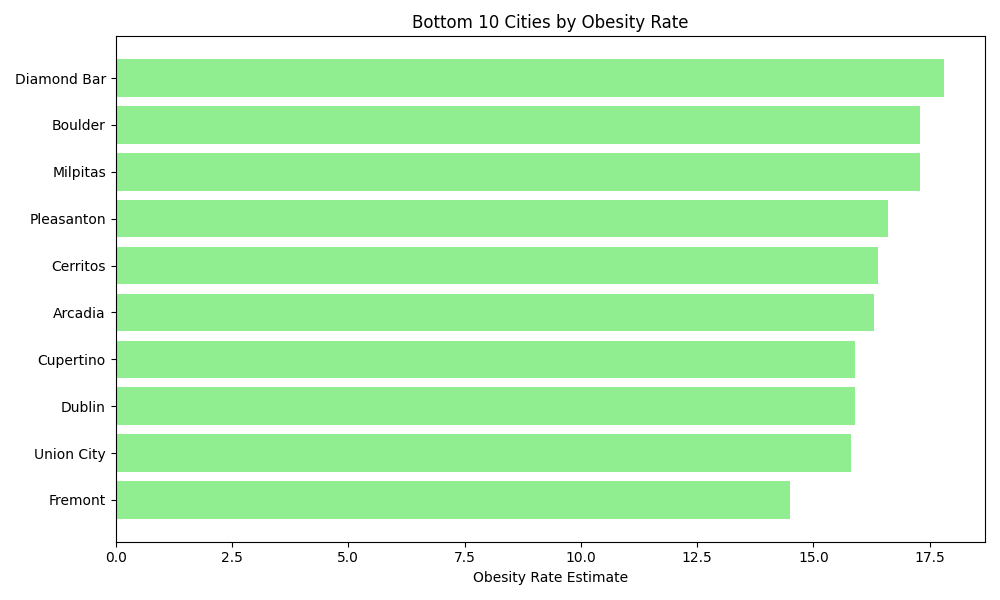 Bottom 10 Cities by Obesity Rate
Diamond Bar
Boulder
Milpitas
Pleasanton
Cerritos
Arcadia
Cupertino
Dublin
Union City
Fremont
0.0 2.5 5.0 7.5 10.0 12.5 15.0 17.5
Obesity Rate Estimate